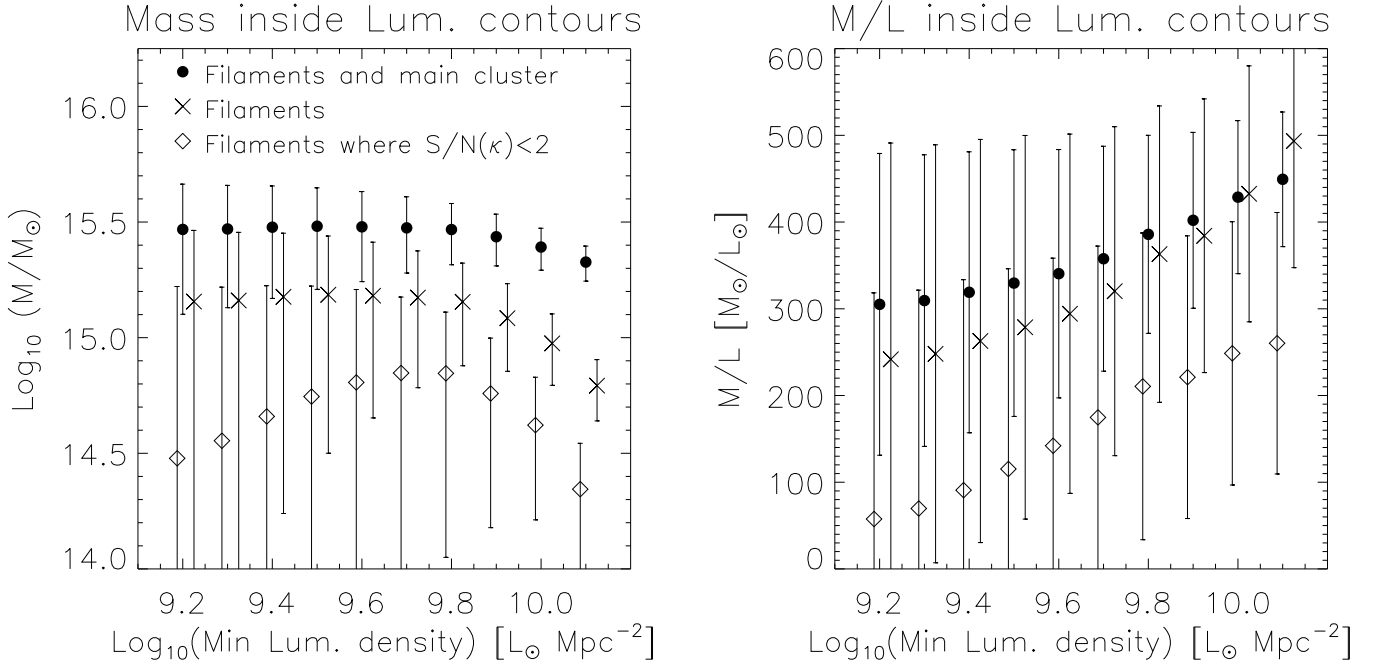 Mass inside Lum. contours
Filaments and main cluster
Filaments
Filaments where S/N(κ)<2
Log₁₀ (M/M⊙)
16.0
15.5
15.0
14.5
14.0
9.2 9.4 9.6 9.8 10.0
Log₁₀(Min Lum. density) [L⊙ Mpc⁻²]
M/L inside Lum. contours
M/L [M⊙/L⊙]
600
500
400
300
200
100
0
9.2 9.4 9.6 9.8 10.0
Log₁₀(Min Lum. density) [L⊙ Mpc⁻²]